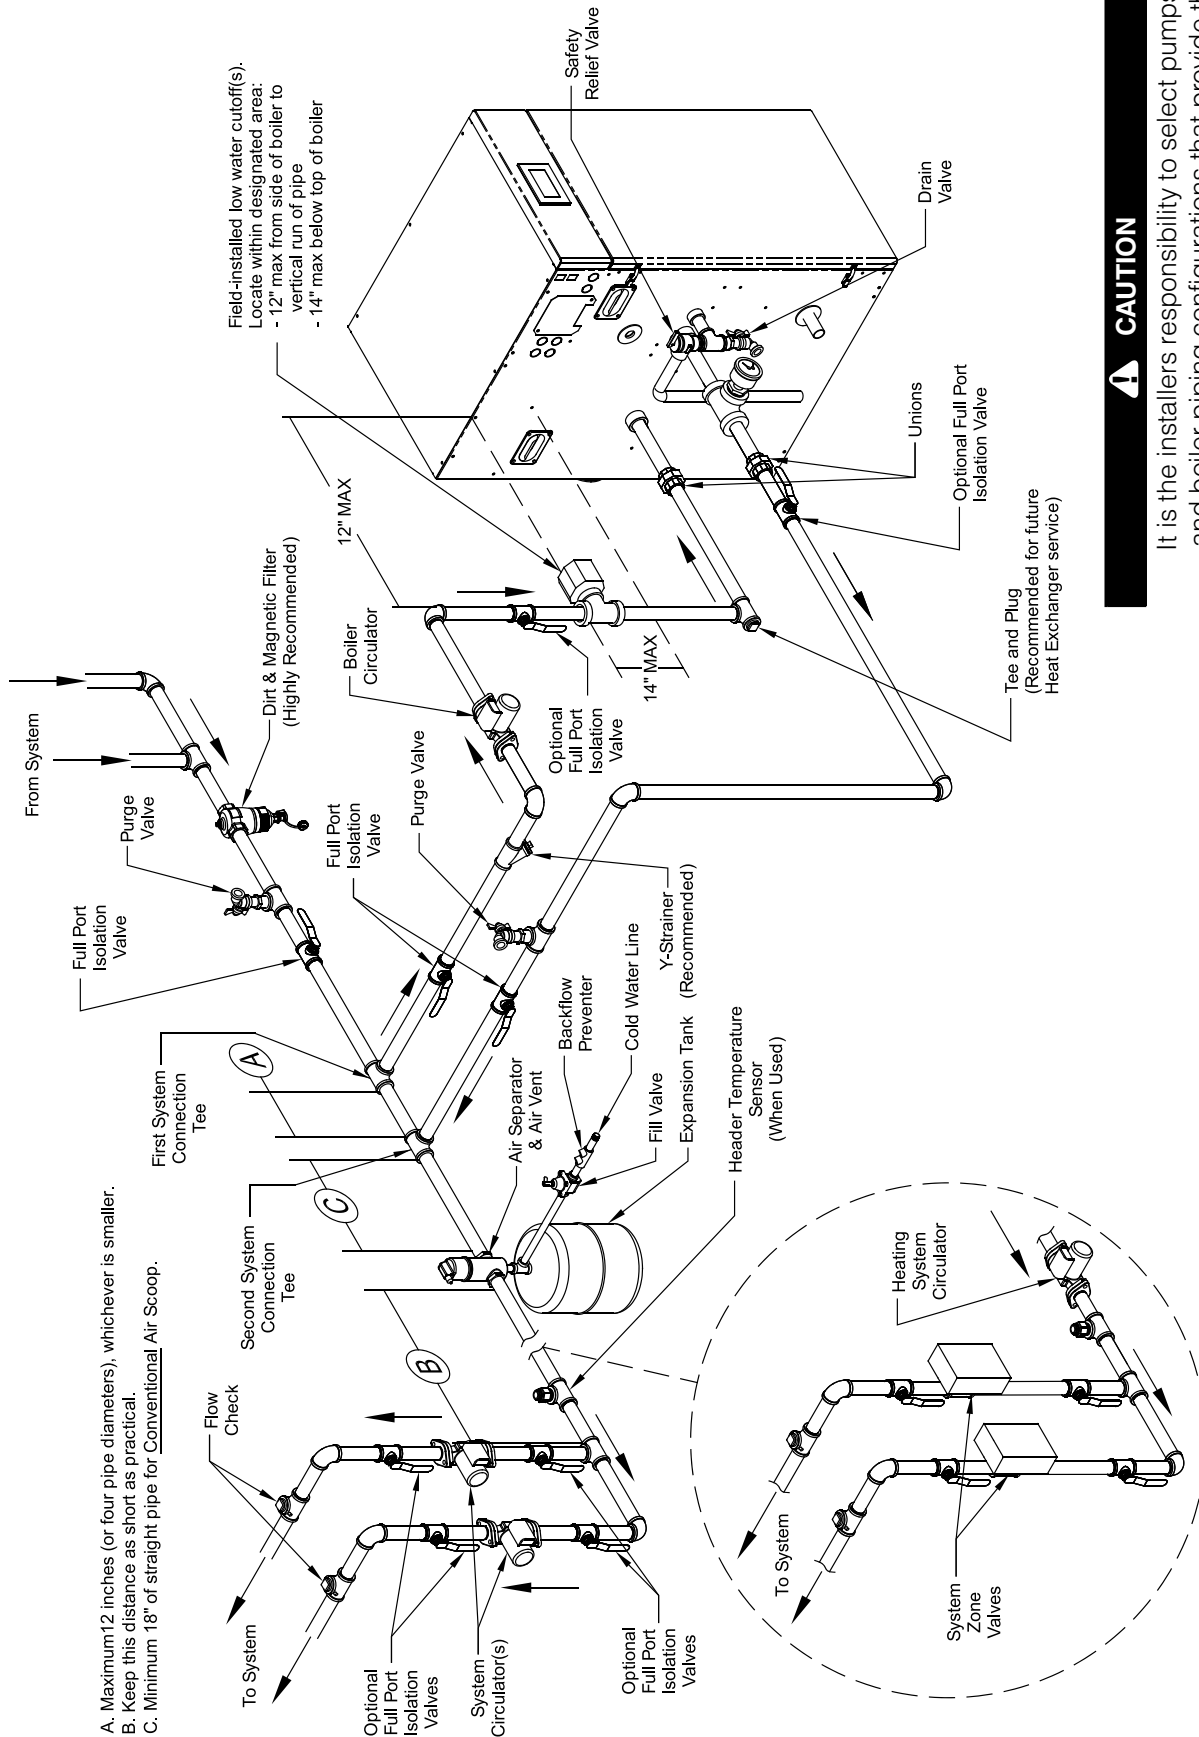 A. Maximum12 inches (or four pipe diameters), whichever is smaller.
B. Keep this distance as short as practical.
C. Minimum 18" of straight pipe for Conventional Air Scoop.
From System
Purge
Valve
Full Port
Isolation
Valve
Dirt & Magnetic Filter
(Highly Recommended)
Field-installed low water cutoff(s).
Locate within designated area:
- 12" max from side of boiler to
vertical run of pipe
- 14" max below top of boiler
Safety
Relief Valve
12" MAX
Boiler
Circulator
Full Port
Isolation
Valve
Purge Valve
Optional
Full Port
Isolation
Valve
14" MAX
Drain
Valve
Unions
Optional Full Port
Isolation Valve
Tee and Plug
(Recommended for future
Heat Exchanger service)
First System
Connection
Tee
A
C
B
Second System
Connection
Tee
Air Separator
& Air Vent
Backflow
Preventer
Cold Water Line
Y-Strainer
(Recommended)
Fill Valve
Expansion Tank
Header Temperature
Sensor
(When Used)
Flow
Check
To System
Optional
Full Port
Isolation
Valves
System
Circulator(s)
Optional
Full Port
Isolation
Valves
Heating
System
Circulator
To System
System
Zone
Valves
CAUTION
It is the installers responsibility to select pumps
and boiler piping configurations that provide th